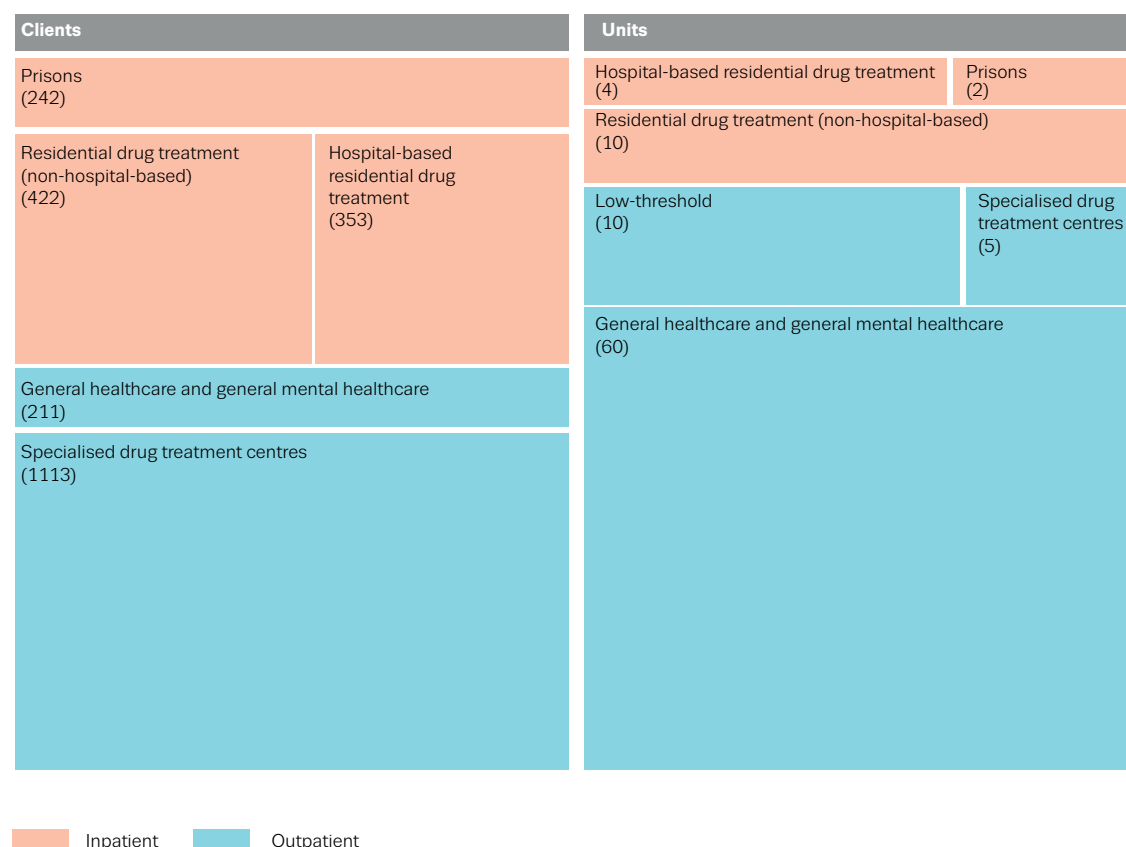 Clients
Prisons
(242)
Residential drug treatment
(non-hospital-based)
(422)
Hospital-based
residential drug
treatment
(353)
General healthcare and general mental healthcare
(211)
Specialised drug treatment centres
(1113)
Units
Hospital-based residential drug treatment
(4)
Prisons
(2)
Residential drug treatment (non-hospital-based)
(10)
Low-threshold
(10)
Specialised drug
treatment centres
(5)
General healthcare and general mental healthcare
(60)
Inpatient
Outpatient